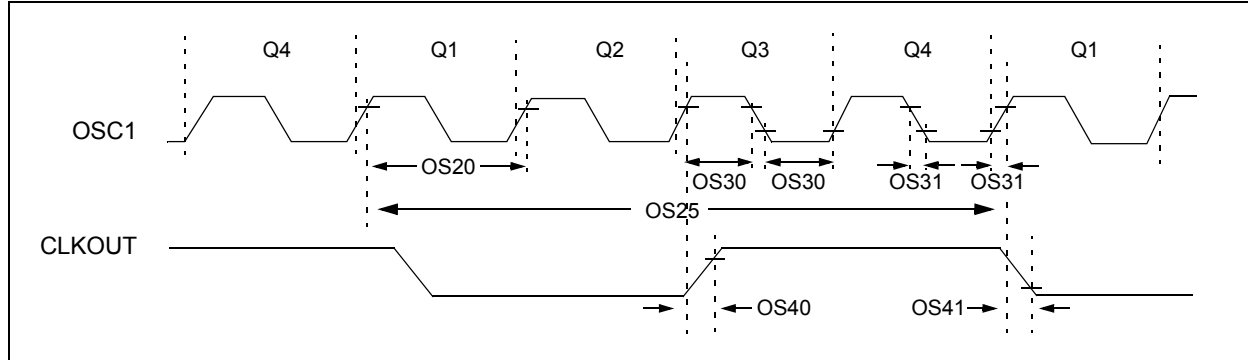 Q4 Q1 Q2 Q3 Q4 Q1
OSC1
OS20
OS30 OS30 OS31 OS31
OS25
CLKOUT
OS40 OS41